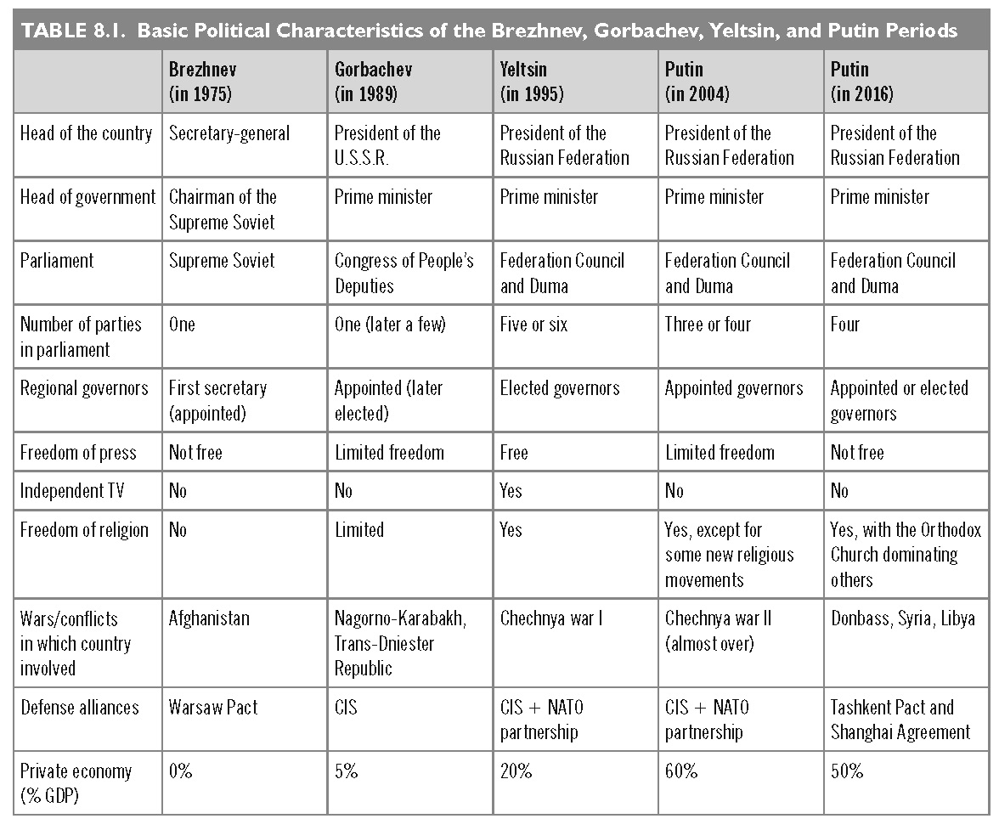 TABLE 8.1. Basic Political Characteristics of the Brezhnev, Gorbachev, Yeltsin, and Putin Periods
Brezhnev (in 1975) Gorbachev (in 1989) Yeltsin (in 1995) Putin (in 2004) Putin (in 2016)
Head of the country Secretary-general President of the U.S.S.R. President of the Russian Federation President of the Russian Federation President of the Russian Federation
Head of government Chairman of the Supreme Soviet Prime minister Prime minister Prime minister Prime minister
Parliament Supreme Soviet Congress of People's Deputies Federation Council and Duma Federation Council and Duma Federation Council and Duma
Number of parties in parliament One One (later a few) Five or six Three or four Four
Regional governors First secretary (appointed) Appointed (later elected) Elected governors Appointed governors Appointed or elected governors
Freedom of press Not free Limited freedom Free Limited freedom Not free
Independent TV No No Yes No No
Freedom of religion No Limited Yes Yes, except for some new religious movements Yes, with the Orthodox Church dominating others
Wars/conflicts in which country involved Afghanistan Nagorno-Karabakh, Trans-Dniester Republic Chechnya war I Chechnya war II (almost over) Donbass, Syria, Libya
Defense alliances Warsaw Pact CIS CIS + NATO partnership CIS + NATO partnership Tashkent Pact and Shanghai Agreement
Private economy (% GDP) 0% 5% 20% 60% 50%